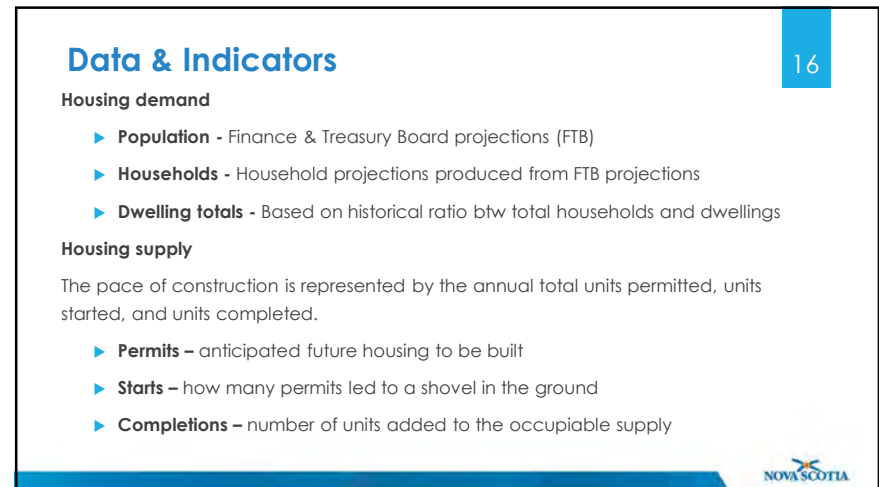 Data & Indicators
16
Housing demand
Population - Finance & Treasury Board projections (FTB)
Households - Household projections produced from FTB projections
Dwelling totals - Based on historical ratio btw total households and dwellings
Housing supply
The pace of construction is represented by the annual total units permitted, units
started, and units completed.
Permits – anticipated future housing to be built
Starts – how many permits led to a shovel in the ground
Completions – number of units added to the occupiable supply
NOVA SCOTIA